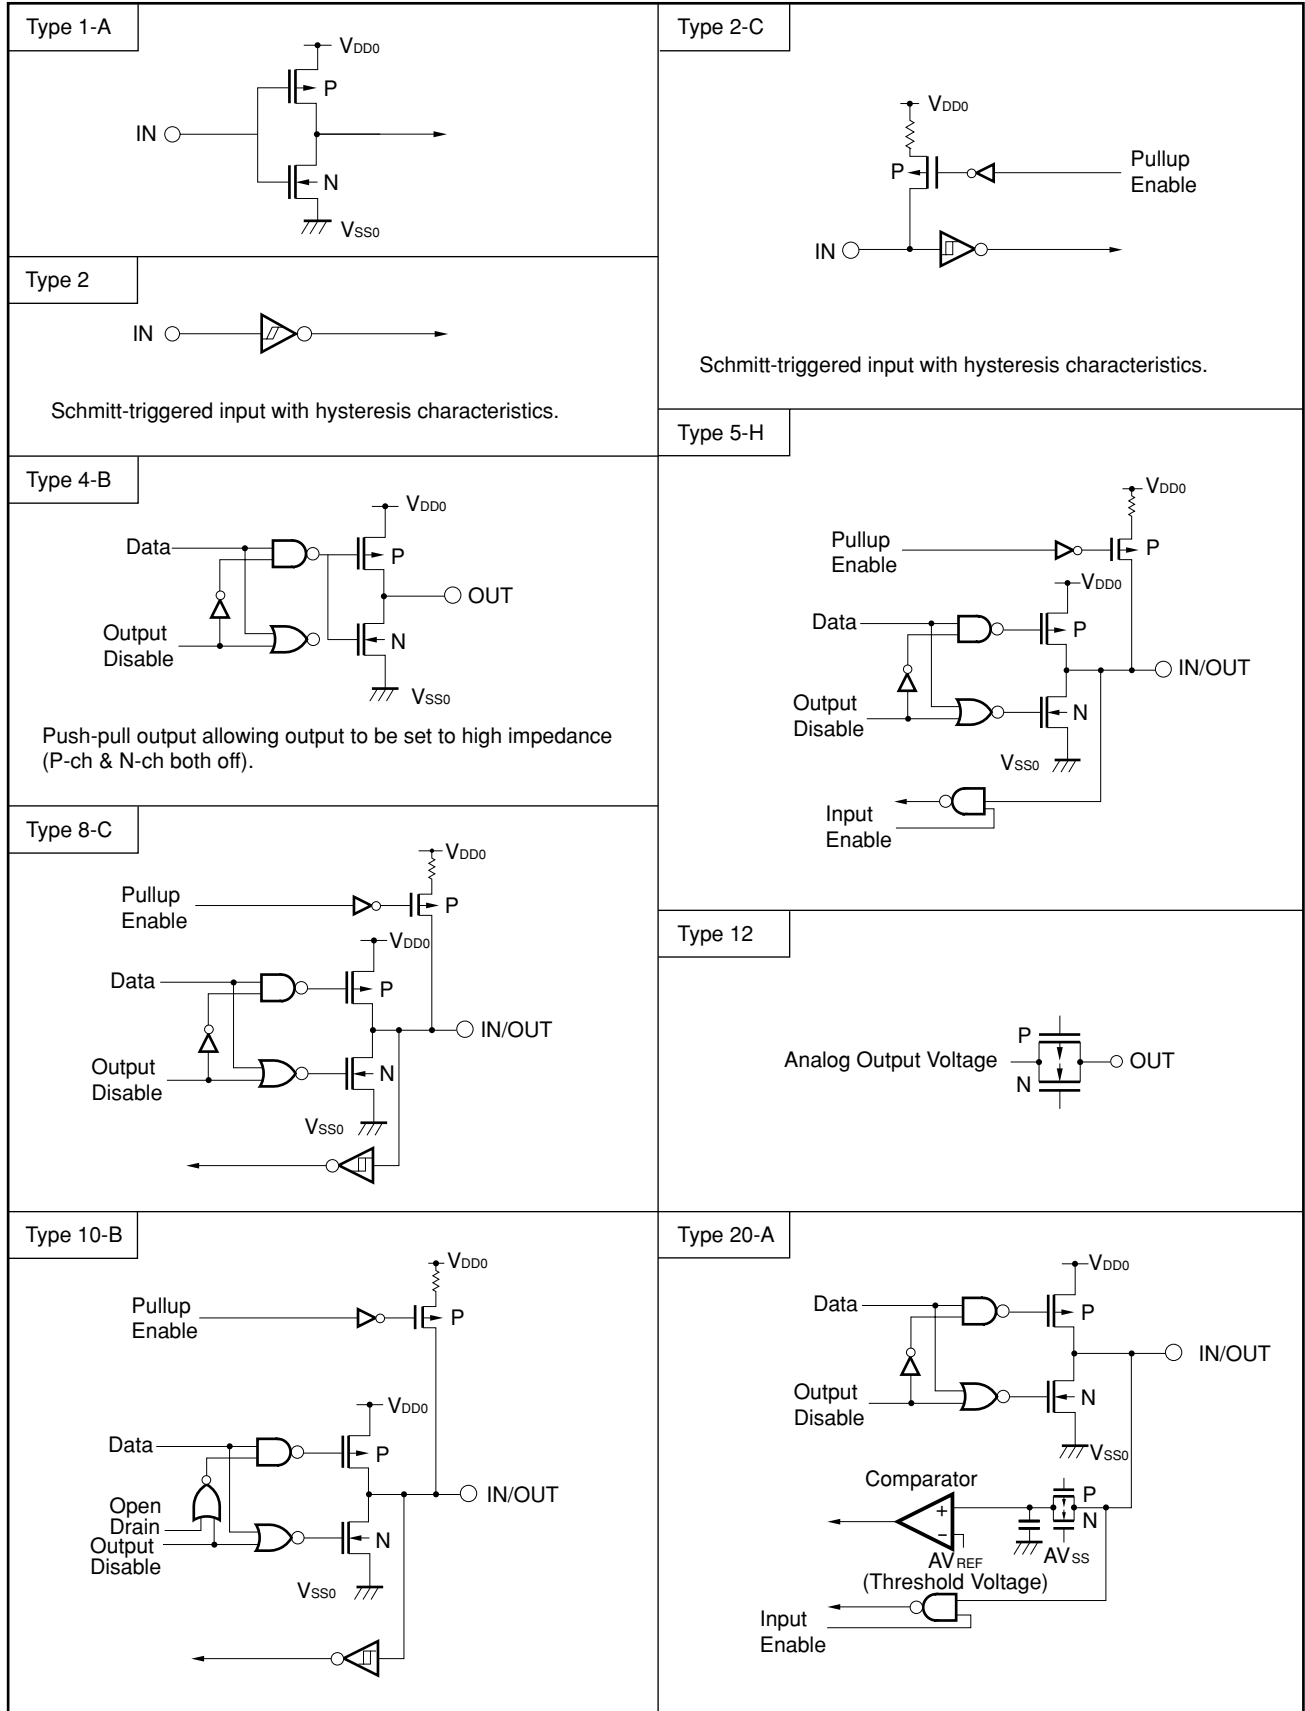 Type 1-A
VDD0
P
IN
N
VSS0
Type 2
IN
Schmitt-triggered input with hysteresis characteristics.
Type 4-B
VDD0
Data
P
OUT
Output
Disable
N
VSS0
Push-pull output allowing output to be set to high impedance
(P-ch & N-ch both off).
Type 8-C
VDD0
Pullup
Enable
P
VDD0
Data
P
IN/OUT
Output
Disable
N
VSS0
Type 10-B
VDD0
Pullup
Enable
P
VDD0
Data
P
IN/OUT
Open
Drain
Output
Disable
N
VSS0
Type 2-C
VDD0
P
Pullup
Enable
IN
Schmitt-triggered input with hysteresis characteristics.
Type 5-H
VDD0
Pullup
Enable
P
VDD0
Data
P
IN/OUT
Output
Disable
N
VSS0
Input
Enable
Type 12
P
Analog Output Voltage
OUT
N
Type 20-A
VDD0
Data
P
IN/OUT
Output
Disable
N
VSS0
Comparator
P
+
N
−
AVREF
AVSS
(Threshold Voltage)
Input
Enable